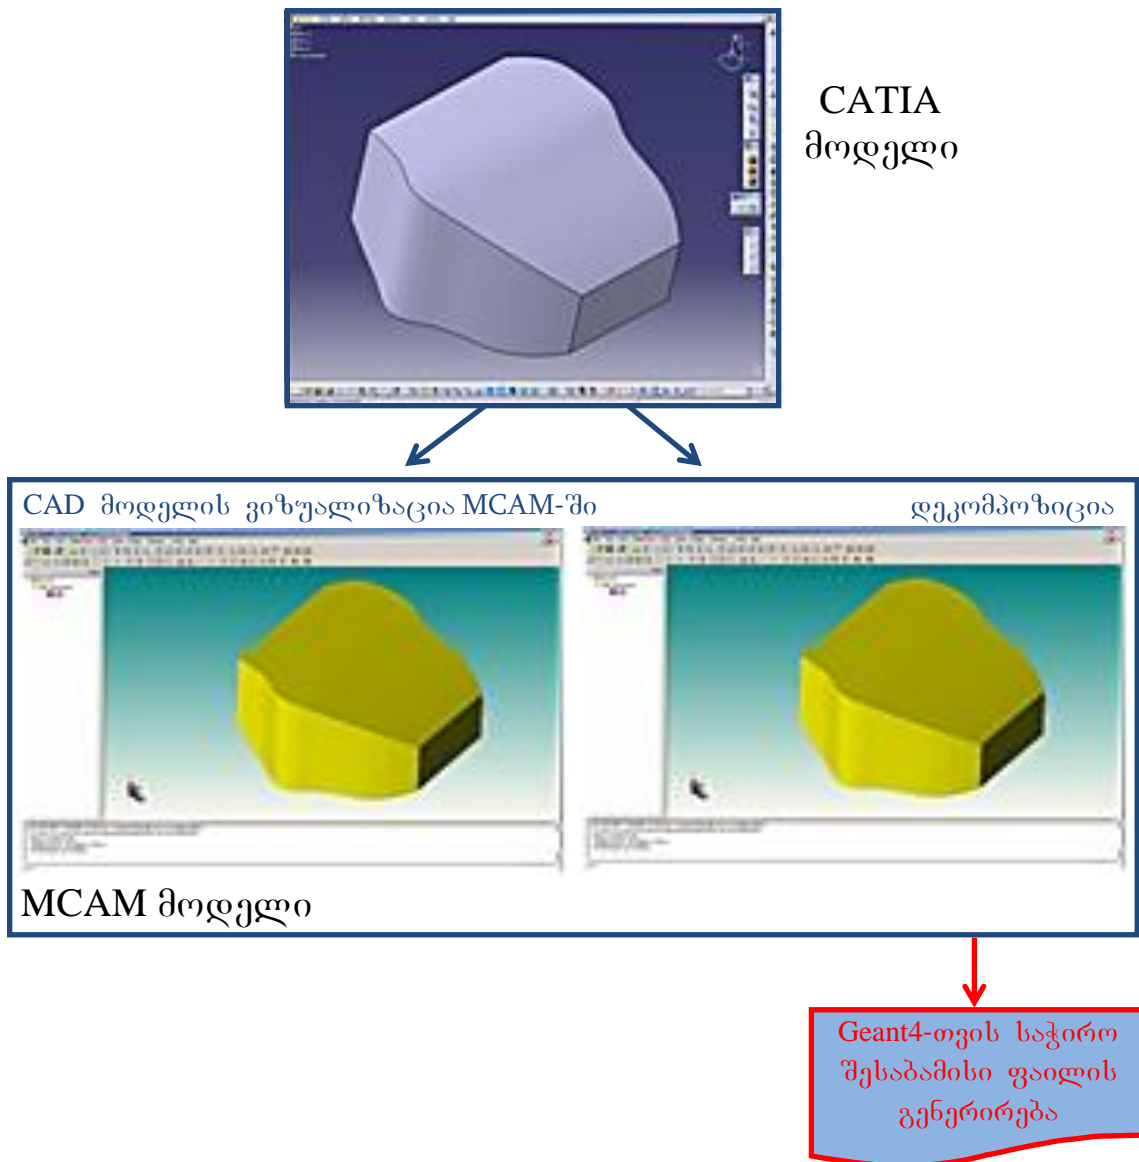 CATIA
მოდელი
CAD მოდელის ვიზუალიზაცია MCAM-ში
დეკომპოზიცია
MCAM მოდელი
Geant4-თვის საჭირო
შესაბამისი ფაილის
გენერირება